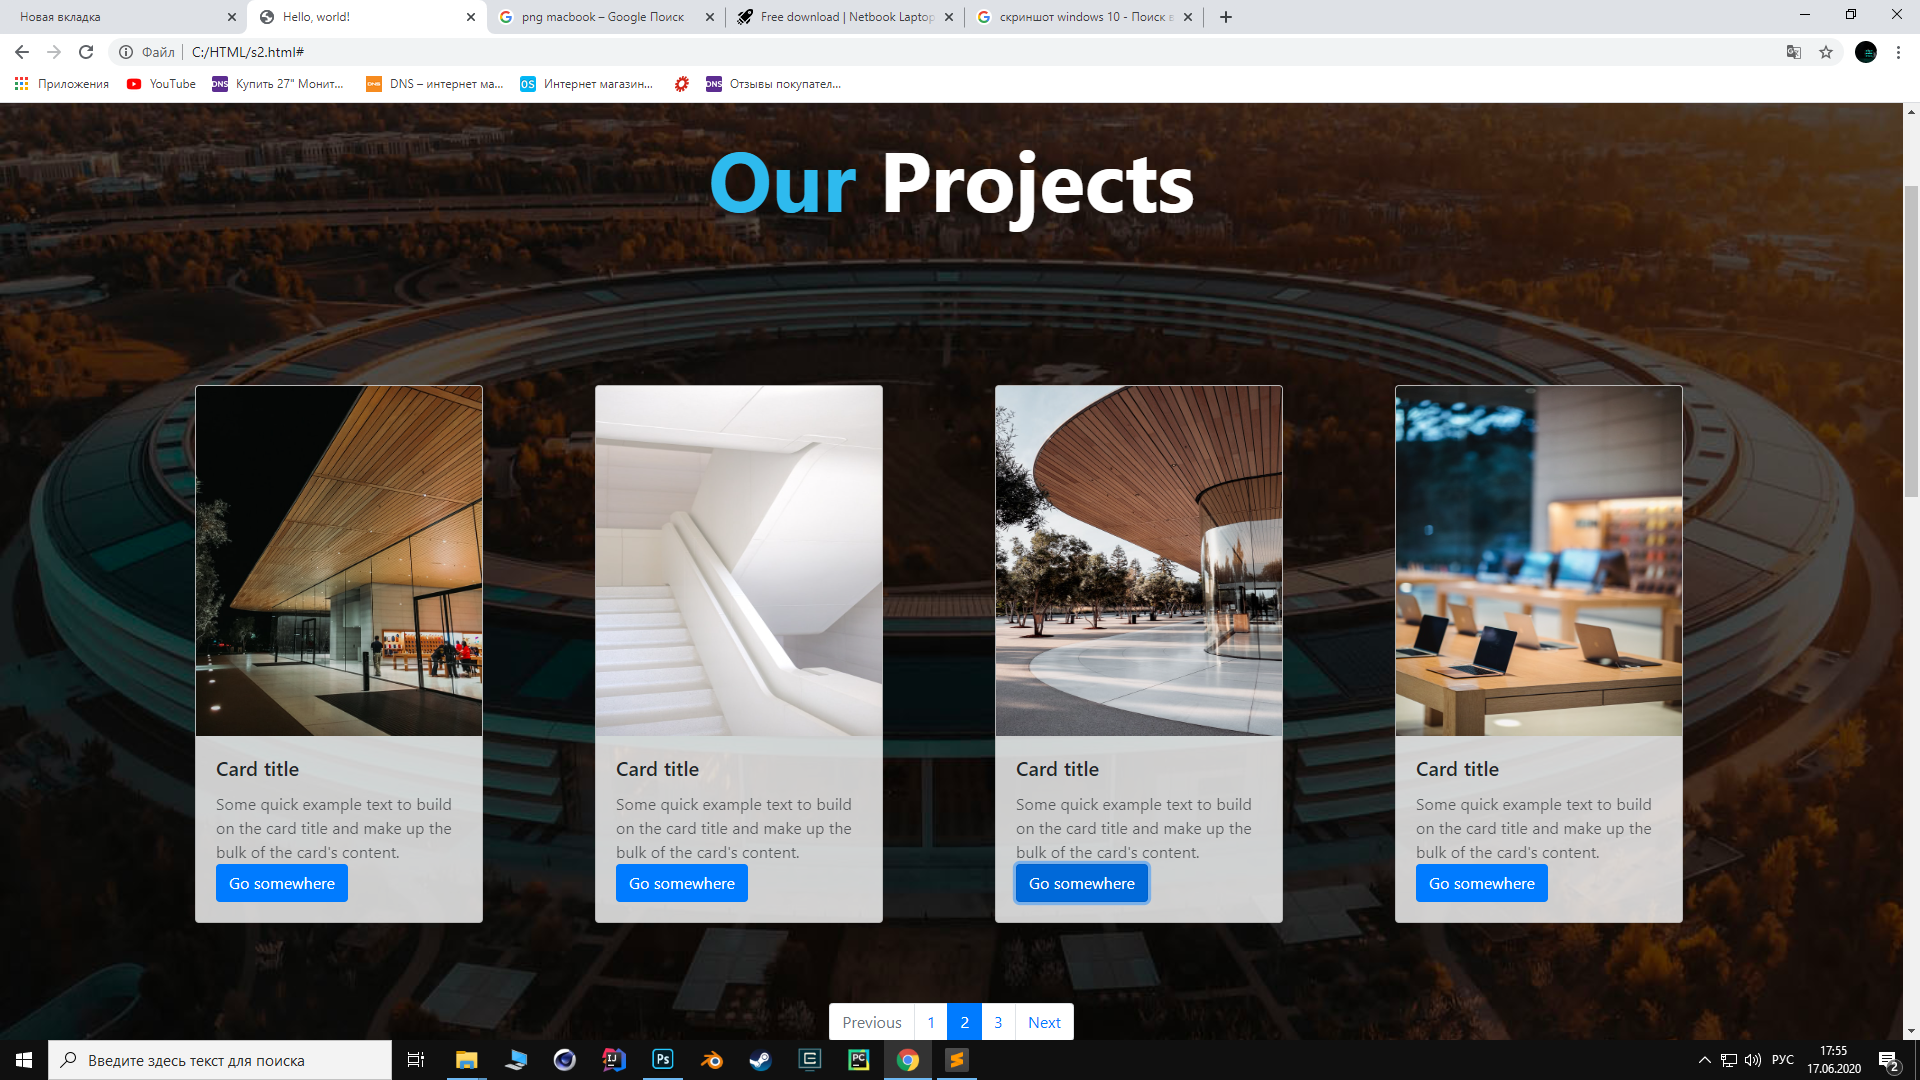 Новая вкладка
Hello, world!
png macbook – Google Поиск
Free download | Netbook Laptop
скриншот windows 10 - Поиск в
Файл
C:/HTML/s2.html#
Приложения
YouTube
DNS
Купить 27" Монит...
DNS
DNS – интернет ма...
OS
Интернет магазин...
DNS
Отзывы покупател...
Our Projects
Card title
Some quick example text to build
on the card title and make up the
bulk of the card's content.
Go somewhere
Card title
Some quick example text to build
on the card title and make up the
bulk of the card's content.
Go somewhere
Card title
Some quick example text to build
on the card title and make up the
bulk of the card's content.
Go somewhere
Card title
Some quick example text to build
on the card title and make up the
bulk of the card's content.
Go somewhere
Previous 1 2 3 Next
Введите здесь текст для поиска
IJ
Ps
PC
РУС
17:55
17.06.2020
2